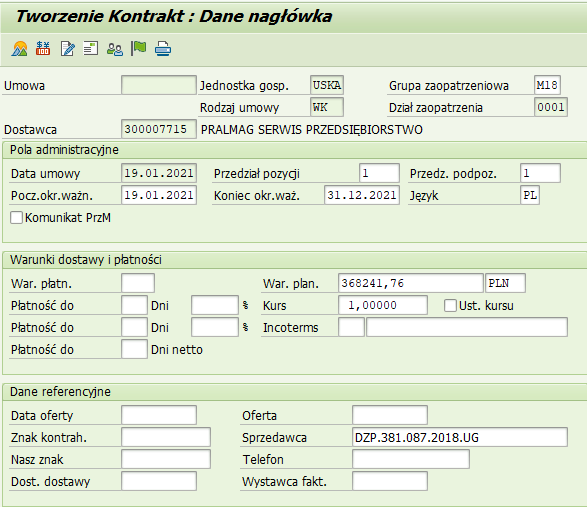 Tworzenie Kontrakt : Dane nagłówka
Umowa Jednostka gosp. USKA Grupa zaopatrzeniowa M18
Rodzaj umowy WK Dział zaopatrzenia 0001
Dostawca 300007715 PRALMAG SERWIS PRZEDSIĘBIORSTWO
Pola administracyjne
Data umowy 19.01.2021 Przedział pozycji 1 Przedz. podpoz. 1
Pocz.okr.ważn. 19.01.2021 Koniec okr.waż. 31.12.2021 Język PL
Komunikat PrzM
Warunki dostawy i płatności
War. płatn. War. plan. 368241,76 PLN
Płatność do Dni % Kurs 1,00000 Ust. kursu
Płatność do Dni % Incoterms
Płatność do Dni netto
Dane referencyjne
Data oferty Oferta
Znak kontrah. Sprzedawca DZP.381.087.2018.UG
Nasz znak Telefon
Dost. dostawy Wystawca fakt.